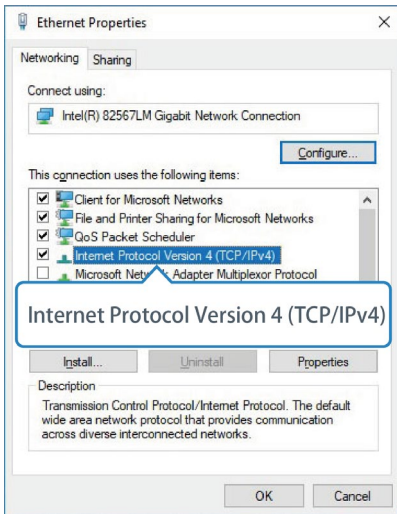 Ethernet Properties
Networking Sharing
Connect using:
Intel(R) 82567LM Gigabit Network Connection
Configure...
This connection uses the following items:
Client for Microsoft Networks
File and Printer Sharing for Microsoft Networks
QoS Packet Scheduler
Internet Protocol Version 4 (TCP/IPv4)
Microsoft Adapter Multiplexor Protocol
Internet Protocol Version 4 (TCP/IPv4)
Install... Uninstall Properties
Description
Transmission Control Protocol/Internet Protocol. The default
wide area network protocol that provides communication
across diverse interconnected networks.
OK Cancel